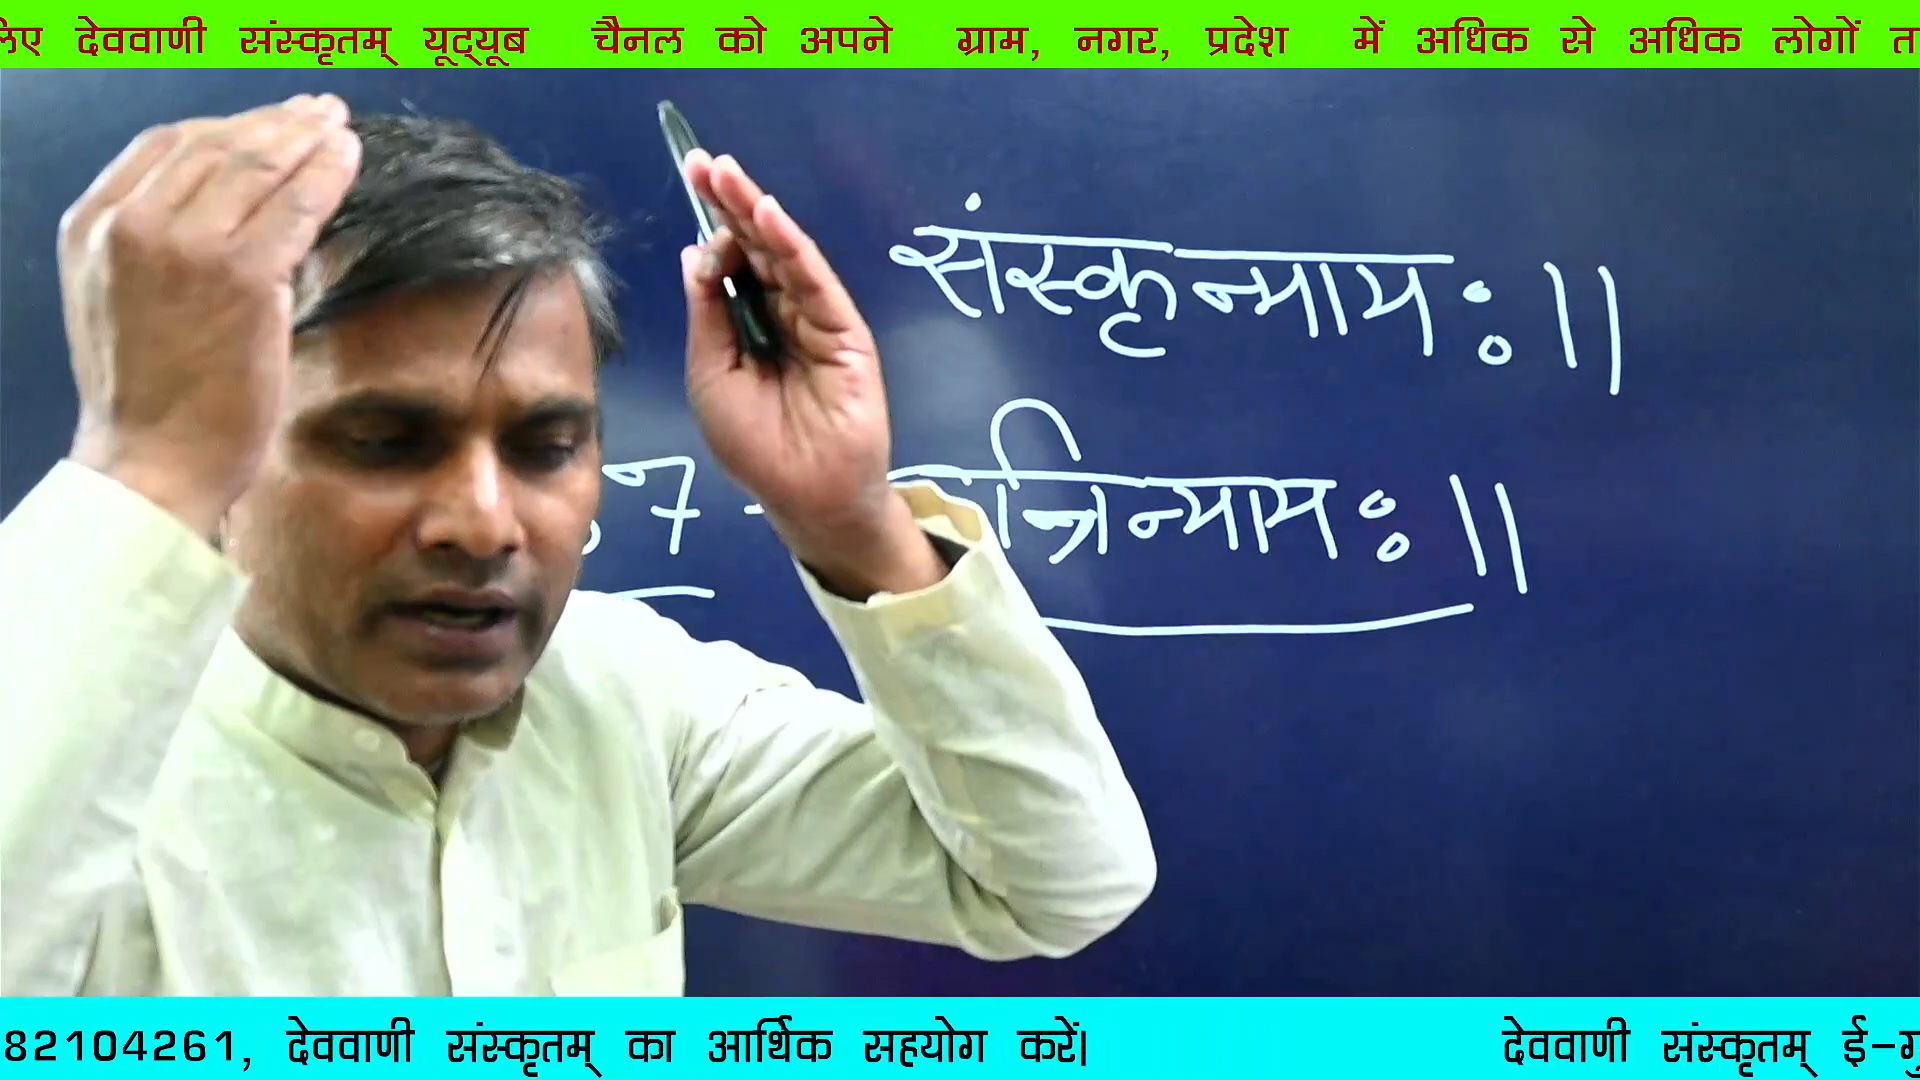 लिए देववाणी संस्कृतम् यूट्यूब चैनल को अपने ग्राम, नगर, प्रदेश में अधिक से अधिक लोगों त
संस्कृन्यायः ॥
7 - न्यायः ॥
82104261, देववाणी संस्कृतम् का आर्थिक सहयोग करें। देववाणी संस्कृतम् ई-गु